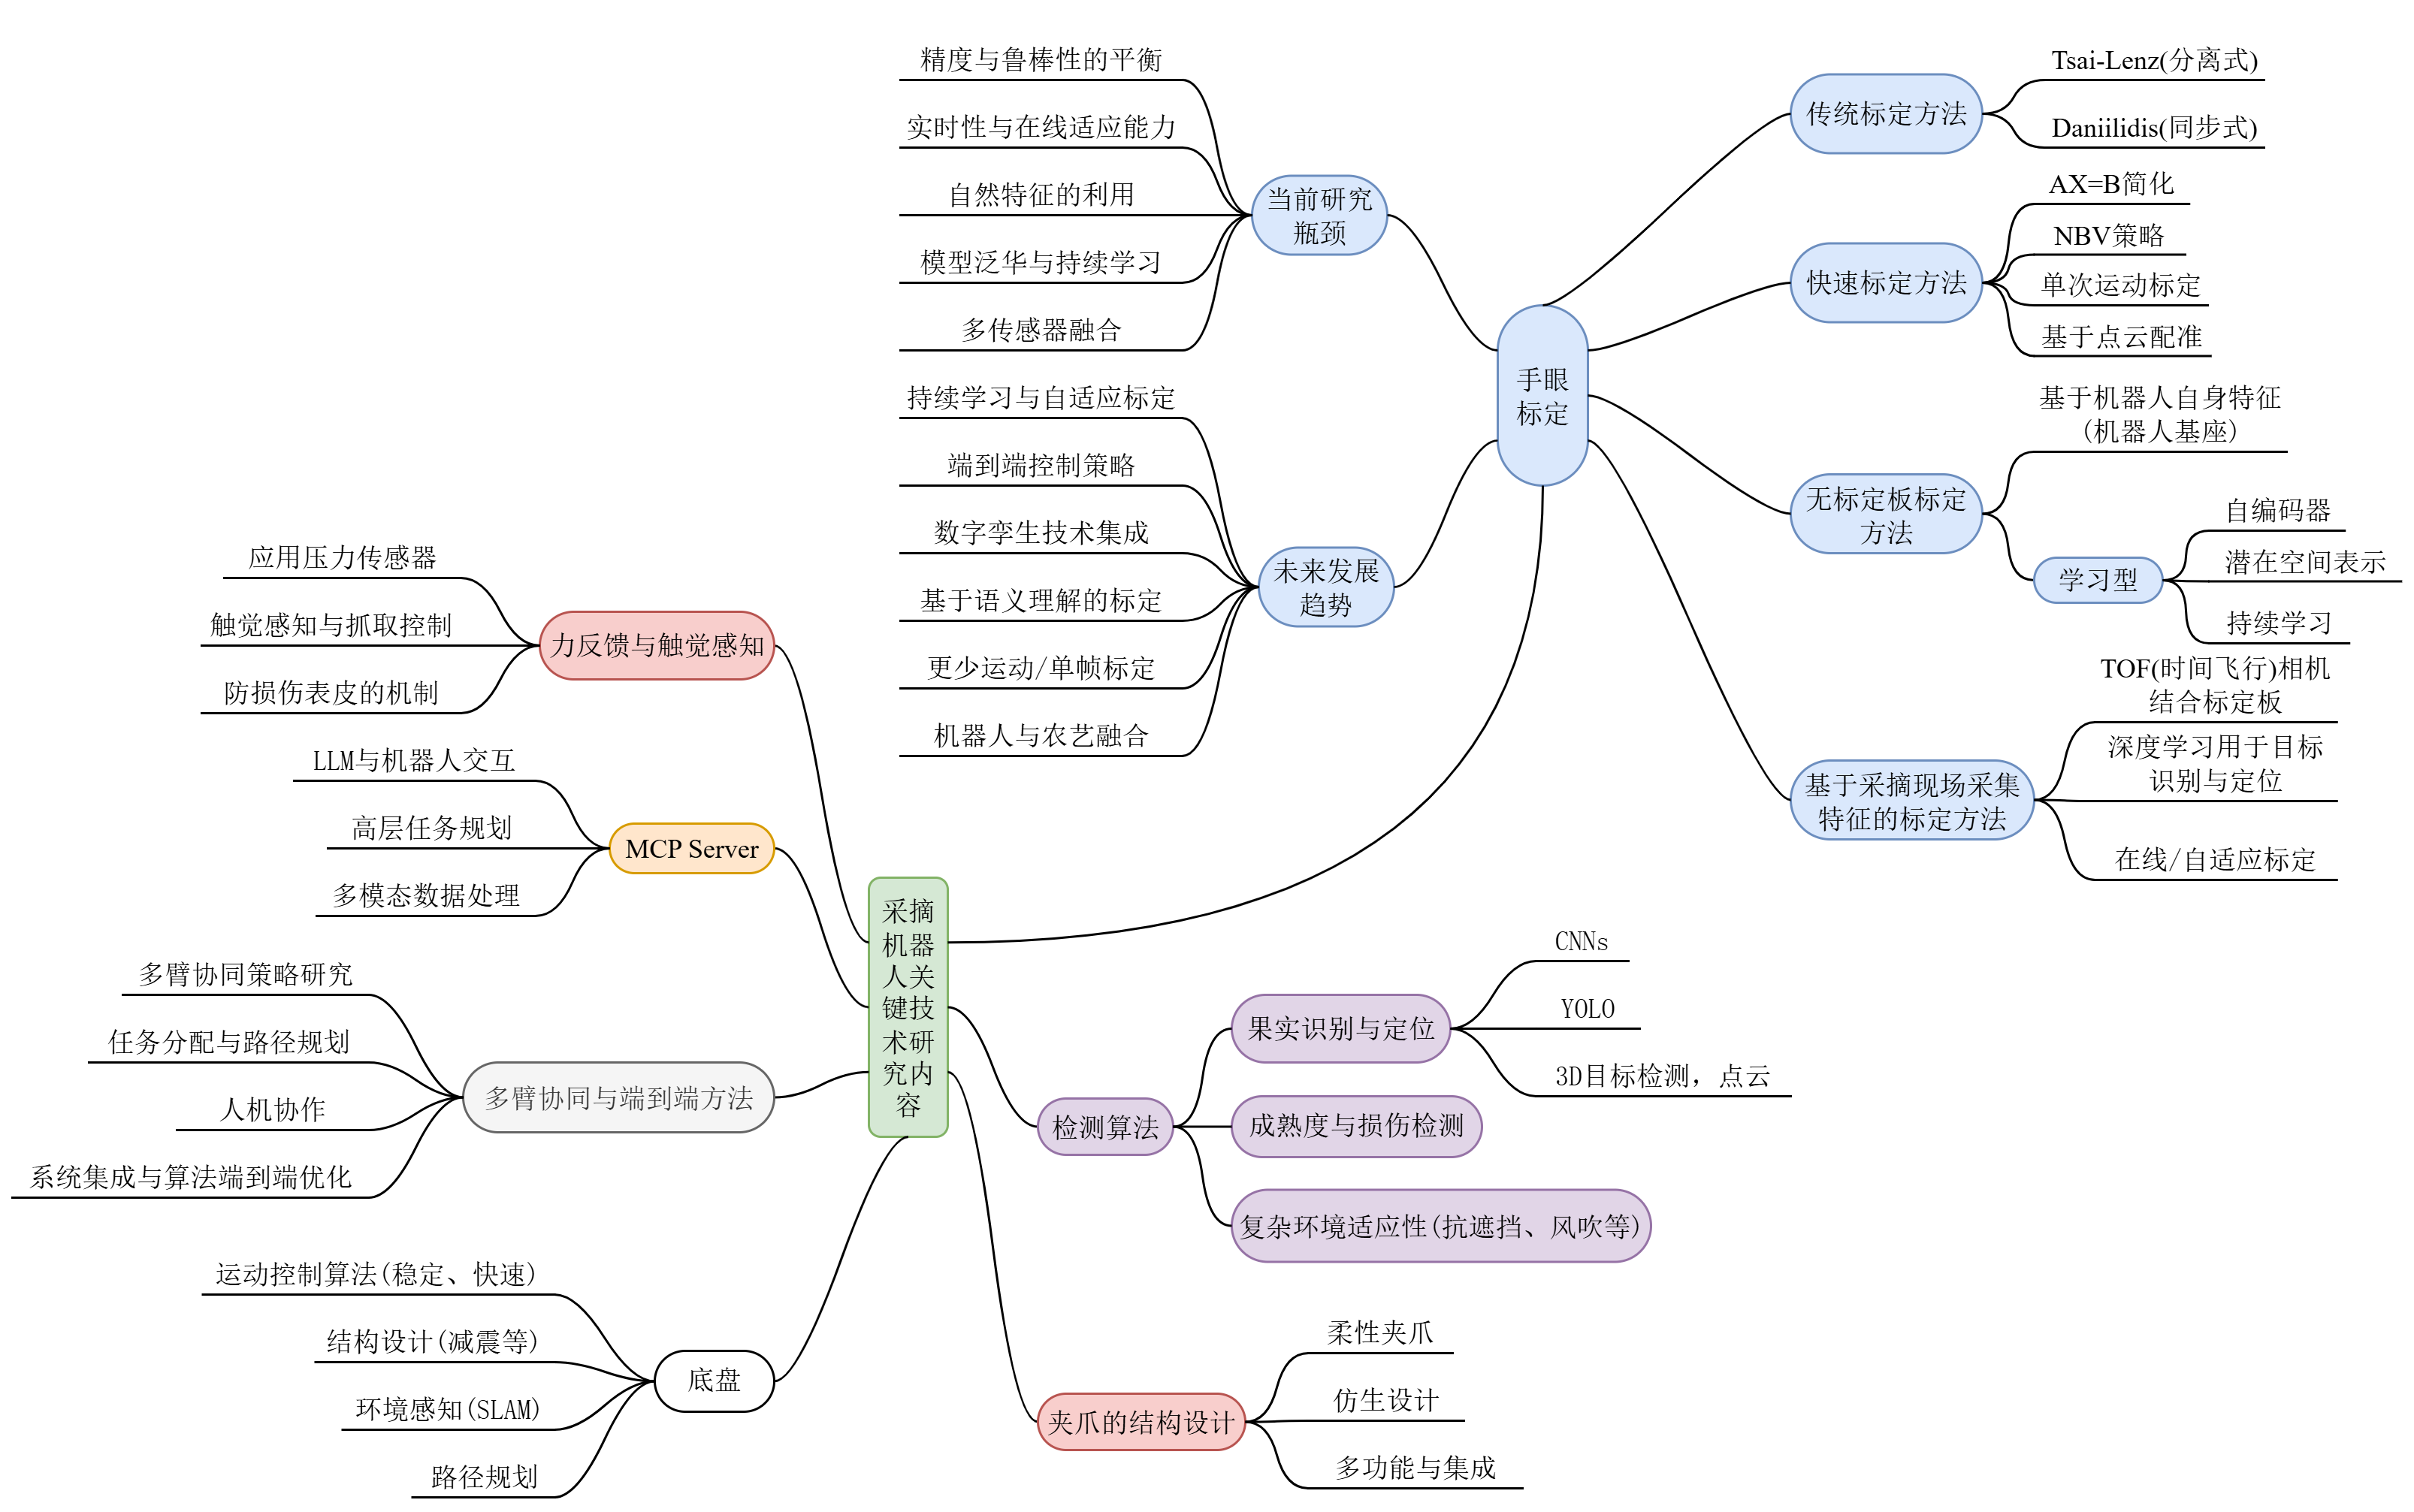 精度与鲁棒性的平衡
实时性与在线适应能力
自然特征的利用
模型泛华与持续学习
多传感器融合
当前研究
瓶颈
持续学习与自适应标定
端到端控制策略
数字孪生技术集成
基于语义理解的标定
更少运动/单帧标定
机器人与农艺融合
未来发展
趋势
手眼
标定
传统标定方法
Tsai-Lenz(分离式)
Daniilidis(同步式)
快速标定方法
AX=B简化
NBV策略
单次运动标定
基于点云配准
无标定板标定
方法
基于机器人自身特征
(机器人基座)
学习型
自编码器
潜在空间表示
持续学习
基于采摘现场采集
特征的标定方法
TOF(时间飞行)相机
结合标定板
深度学习用于目标
识别与定位
在线/自适应标定
应用压力传感器
触觉感知与抓取控制
防损伤表皮的机制
力反馈与触觉感知
LLM与机器人交互
高层任务规划
多模态数据处理
MCP Server
多臂协同策略研究
任务分配与路径规划
人机协作
系统集成与算法端到端优化
多臂协同与端到端方法
运动控制算法(稳定、快速)
结构设计(减震等)
环境感知(SLAM)
路径规划
底盘
采摘
机器
人关
键技
术研
究内
容
检测算法
果实识别与定位
CNNs
YOLO
3D目标检测，点云
成熟度与损伤检测
复杂环境适应性(抗遮挡、风吹等)
夹爪的结构设计
柔性夹爪
仿生设计
多功能与集成